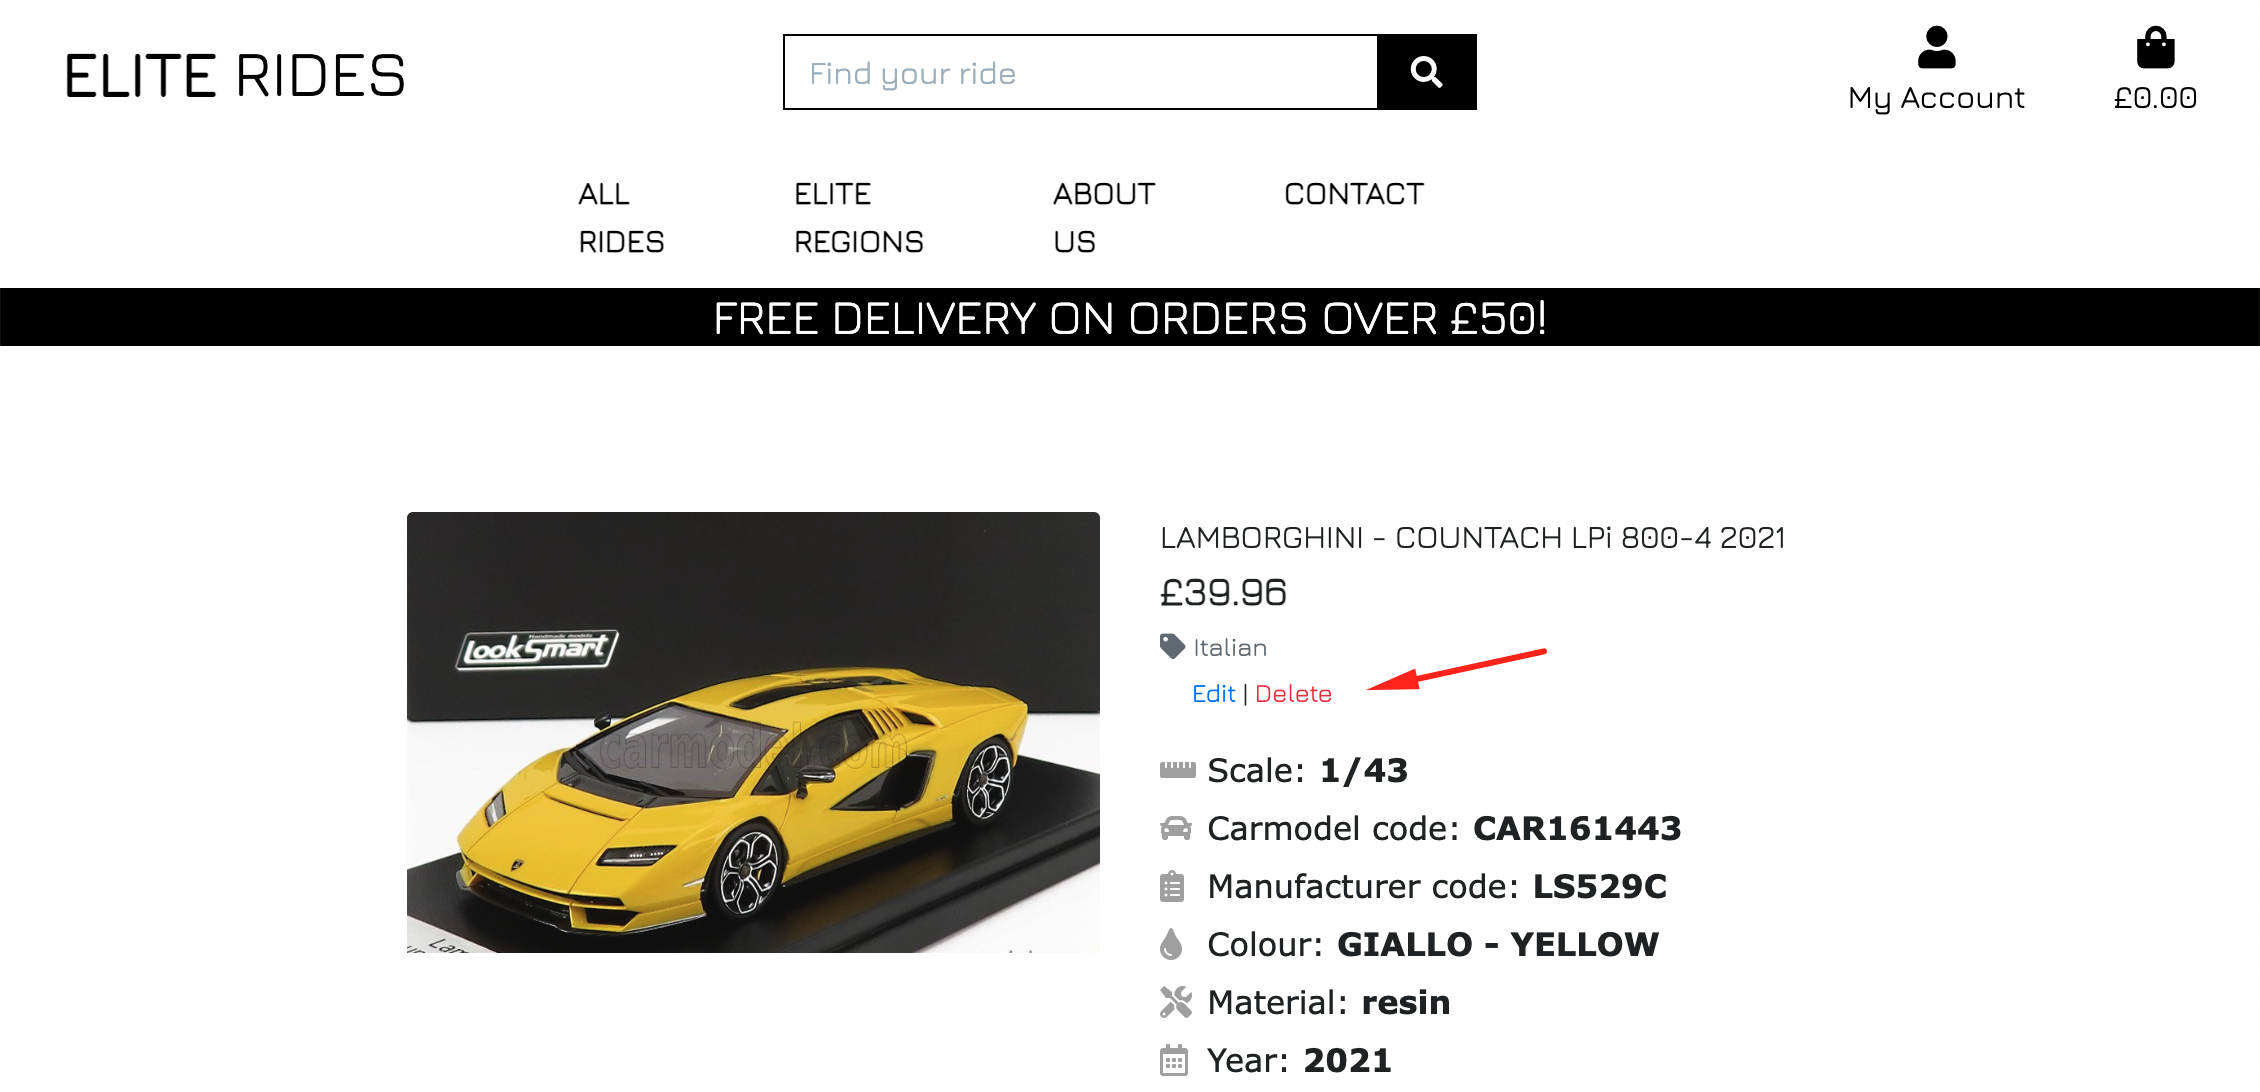 ELITE RIDES
Find your ride
My Account
£0.00
ALL
RIDES
ELITE
REGIONS
ABOUT
US
CONTACT
FREE DELIVERY ON ORDERS OVER £50!
Handmade models
LookSmart
carmodel.com
LAMBORGHINI - COUNTACH LPi 800-4 2021
£39.96
Italian
Edit | Delete
Scale: 1/43
Carmodel code: CAR161443
Manufacturer code: LS529C
Colour: GIALLO - YELLOW
Material: resin
Year: 2021